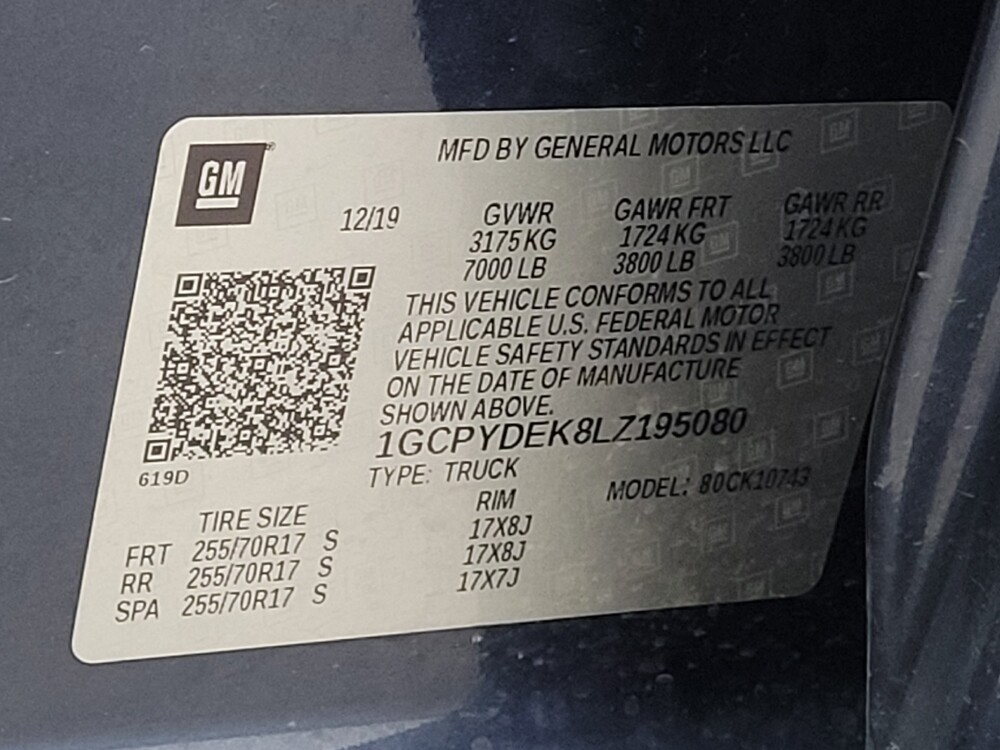 GM
MFD BY GENERAL MOTORS LLC
12/19
GVWR GAWR FRT GAWR RR
3175 KG 1724 KG 1724 KG
7000 LB 3800 LB 3800 LB
THIS VEHICLE CONFORMS TO ALL
APPLICABLE U.S. FEDERAL MOTOR
VEHICLE SAFETY STANDARDS IN EFFECT
ON THE DATE OF MANUFACTURE
SHOWN ABOVE.
1GCPYDEK8LZ195080
619D
TYPE: TRUCK
MODEL: 80CK10743
TIRE SIZE RIM
FRT 255/70R17 S 17X8J
RR 255/70R17 S 17X8J
SPA 255/70R17 S 17X7J